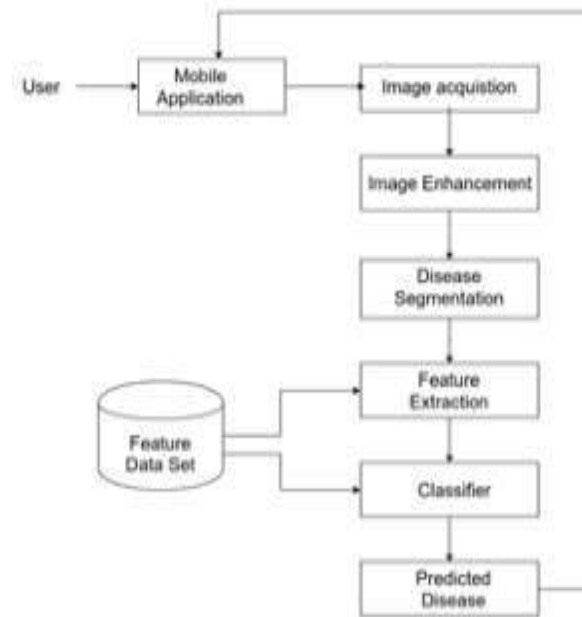 User
Mobile
Application
Image acquistion
Image Enhancement
Disease
Segmentation
Feature
Extraction
Feature
Data Set
Classifier
Predicted
Disease